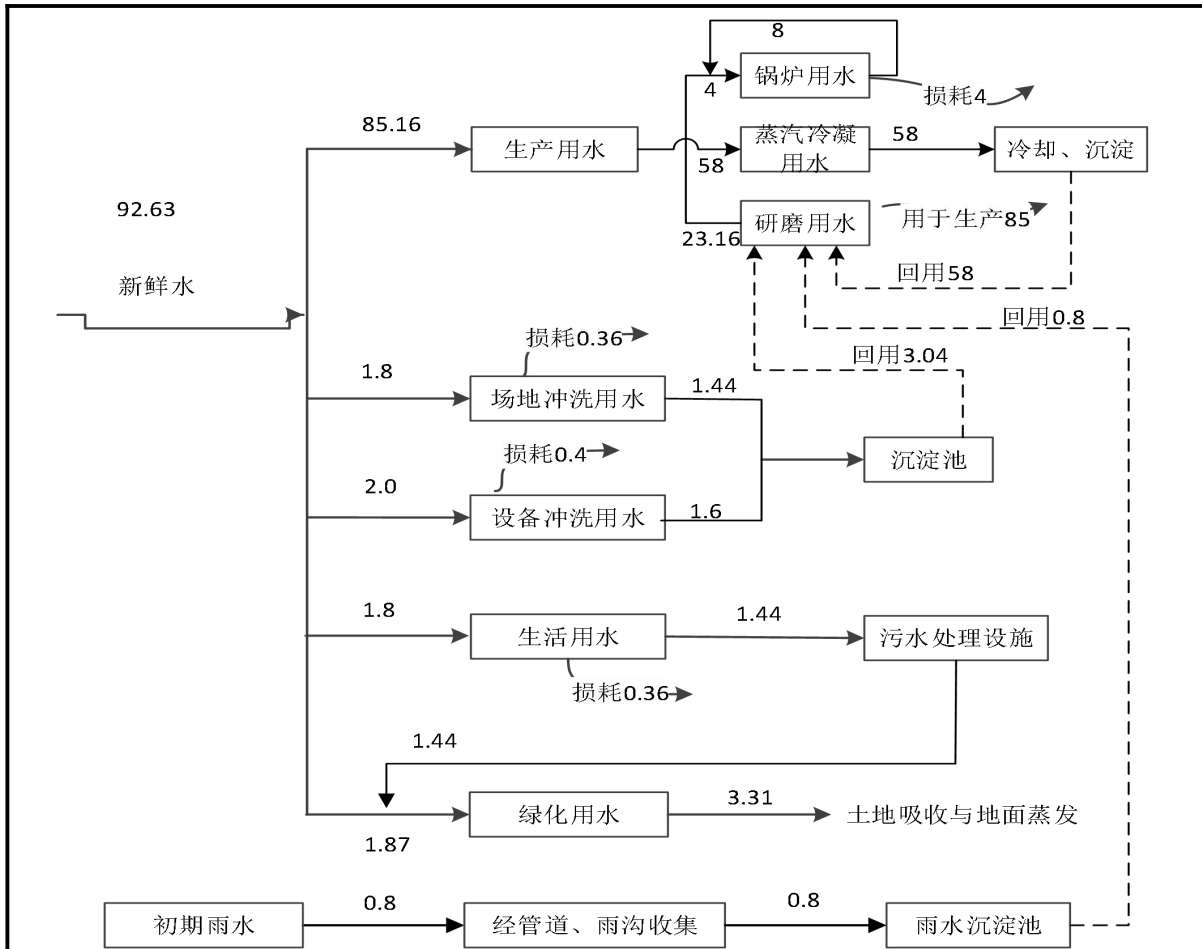 8
锅炉用水
4
损耗4
85.16
生产用水
58
蒸汽冷凝
用水
58
冷却、沉淀
92.63
研磨用水
23.16
用于生产85
新鲜水
回用58
回用0.8
损耗0.36
回用3.04
1.8
场地冲洗用水
1.44
损耗0.4
沉淀池
2.0
设备冲洗用水
1.6
1.8
生活用水
1.44
污水处理设施
损耗0.36
1.44
绿化用水
3.31
土地吸收与地面蒸发
1.87
初期雨水
0.8
经管道、雨沟收集
0.8
雨水沉淀池